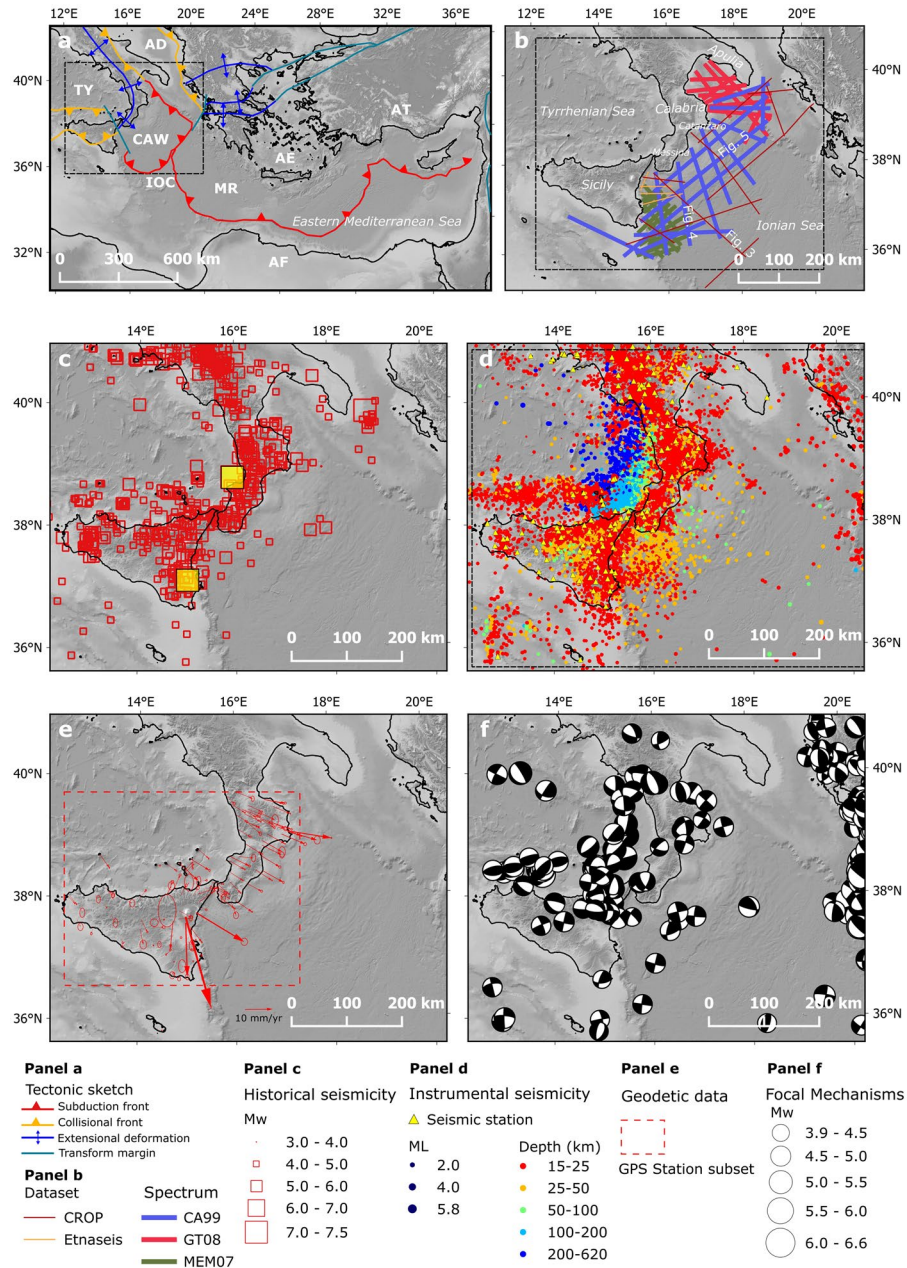 12°E 16°E 20°E 24°E 28°E 32°E 36°E
a
AD
40°N
TY
AT
CAW
36°N
AE
IOC
MR
Eastern Mediterranean Sea
32°N
AF
0 300 600 km
14°E 16°E 18°E 20°E
b
Apulia
40°N
Tyrrhenian Sea
Calabria
Catanzaro
Fig. 5
38°N
Messina
Sicily
Fig. 4
Ionian Sea
Fig. 3
36°N
0 100 200 km
14°E 16°E 18°E 20°E
c
40°N
38°N
36°N
0 100 200 km
14°E 16°E 18°E 20°E
d
40°N
38°N
36°N
0 100 200 km
14°E 16°E 18°E 20°E
e
40°N
38°N
36°N
10 mm/yr
0 100 200 km
14°E 16°E 18°E 20°E
f
40°N
38°N
36°N
0 100 200 km
Panel a
Tectonic sketch
Subduction front
Collisional front
Extensional deformation
Transform margin
Panel b
Dataset
CROP
Etnaseis
Spectrum
CA99
GT08
MEM07
Panel c
Historical seismicity
Mw
3.0 - 4.0
4.0 - 5.0
5.0 - 6.0
6.0 - 7.0
7.0 - 7.5
Panel d
Instrumental seismicity
Seismic station
ML
2.0
4.0
5.8
Depth (km)
15-25
25-50
50-100
100-200
200-620
Panel e
Geodetic data
GPS Station subset
Panel f
Focal Mechanisms
Mw
3.9 - 4.5
4.5 - 5.0
5.0 - 5.5
5.5 - 6.0
6.0 - 6.6